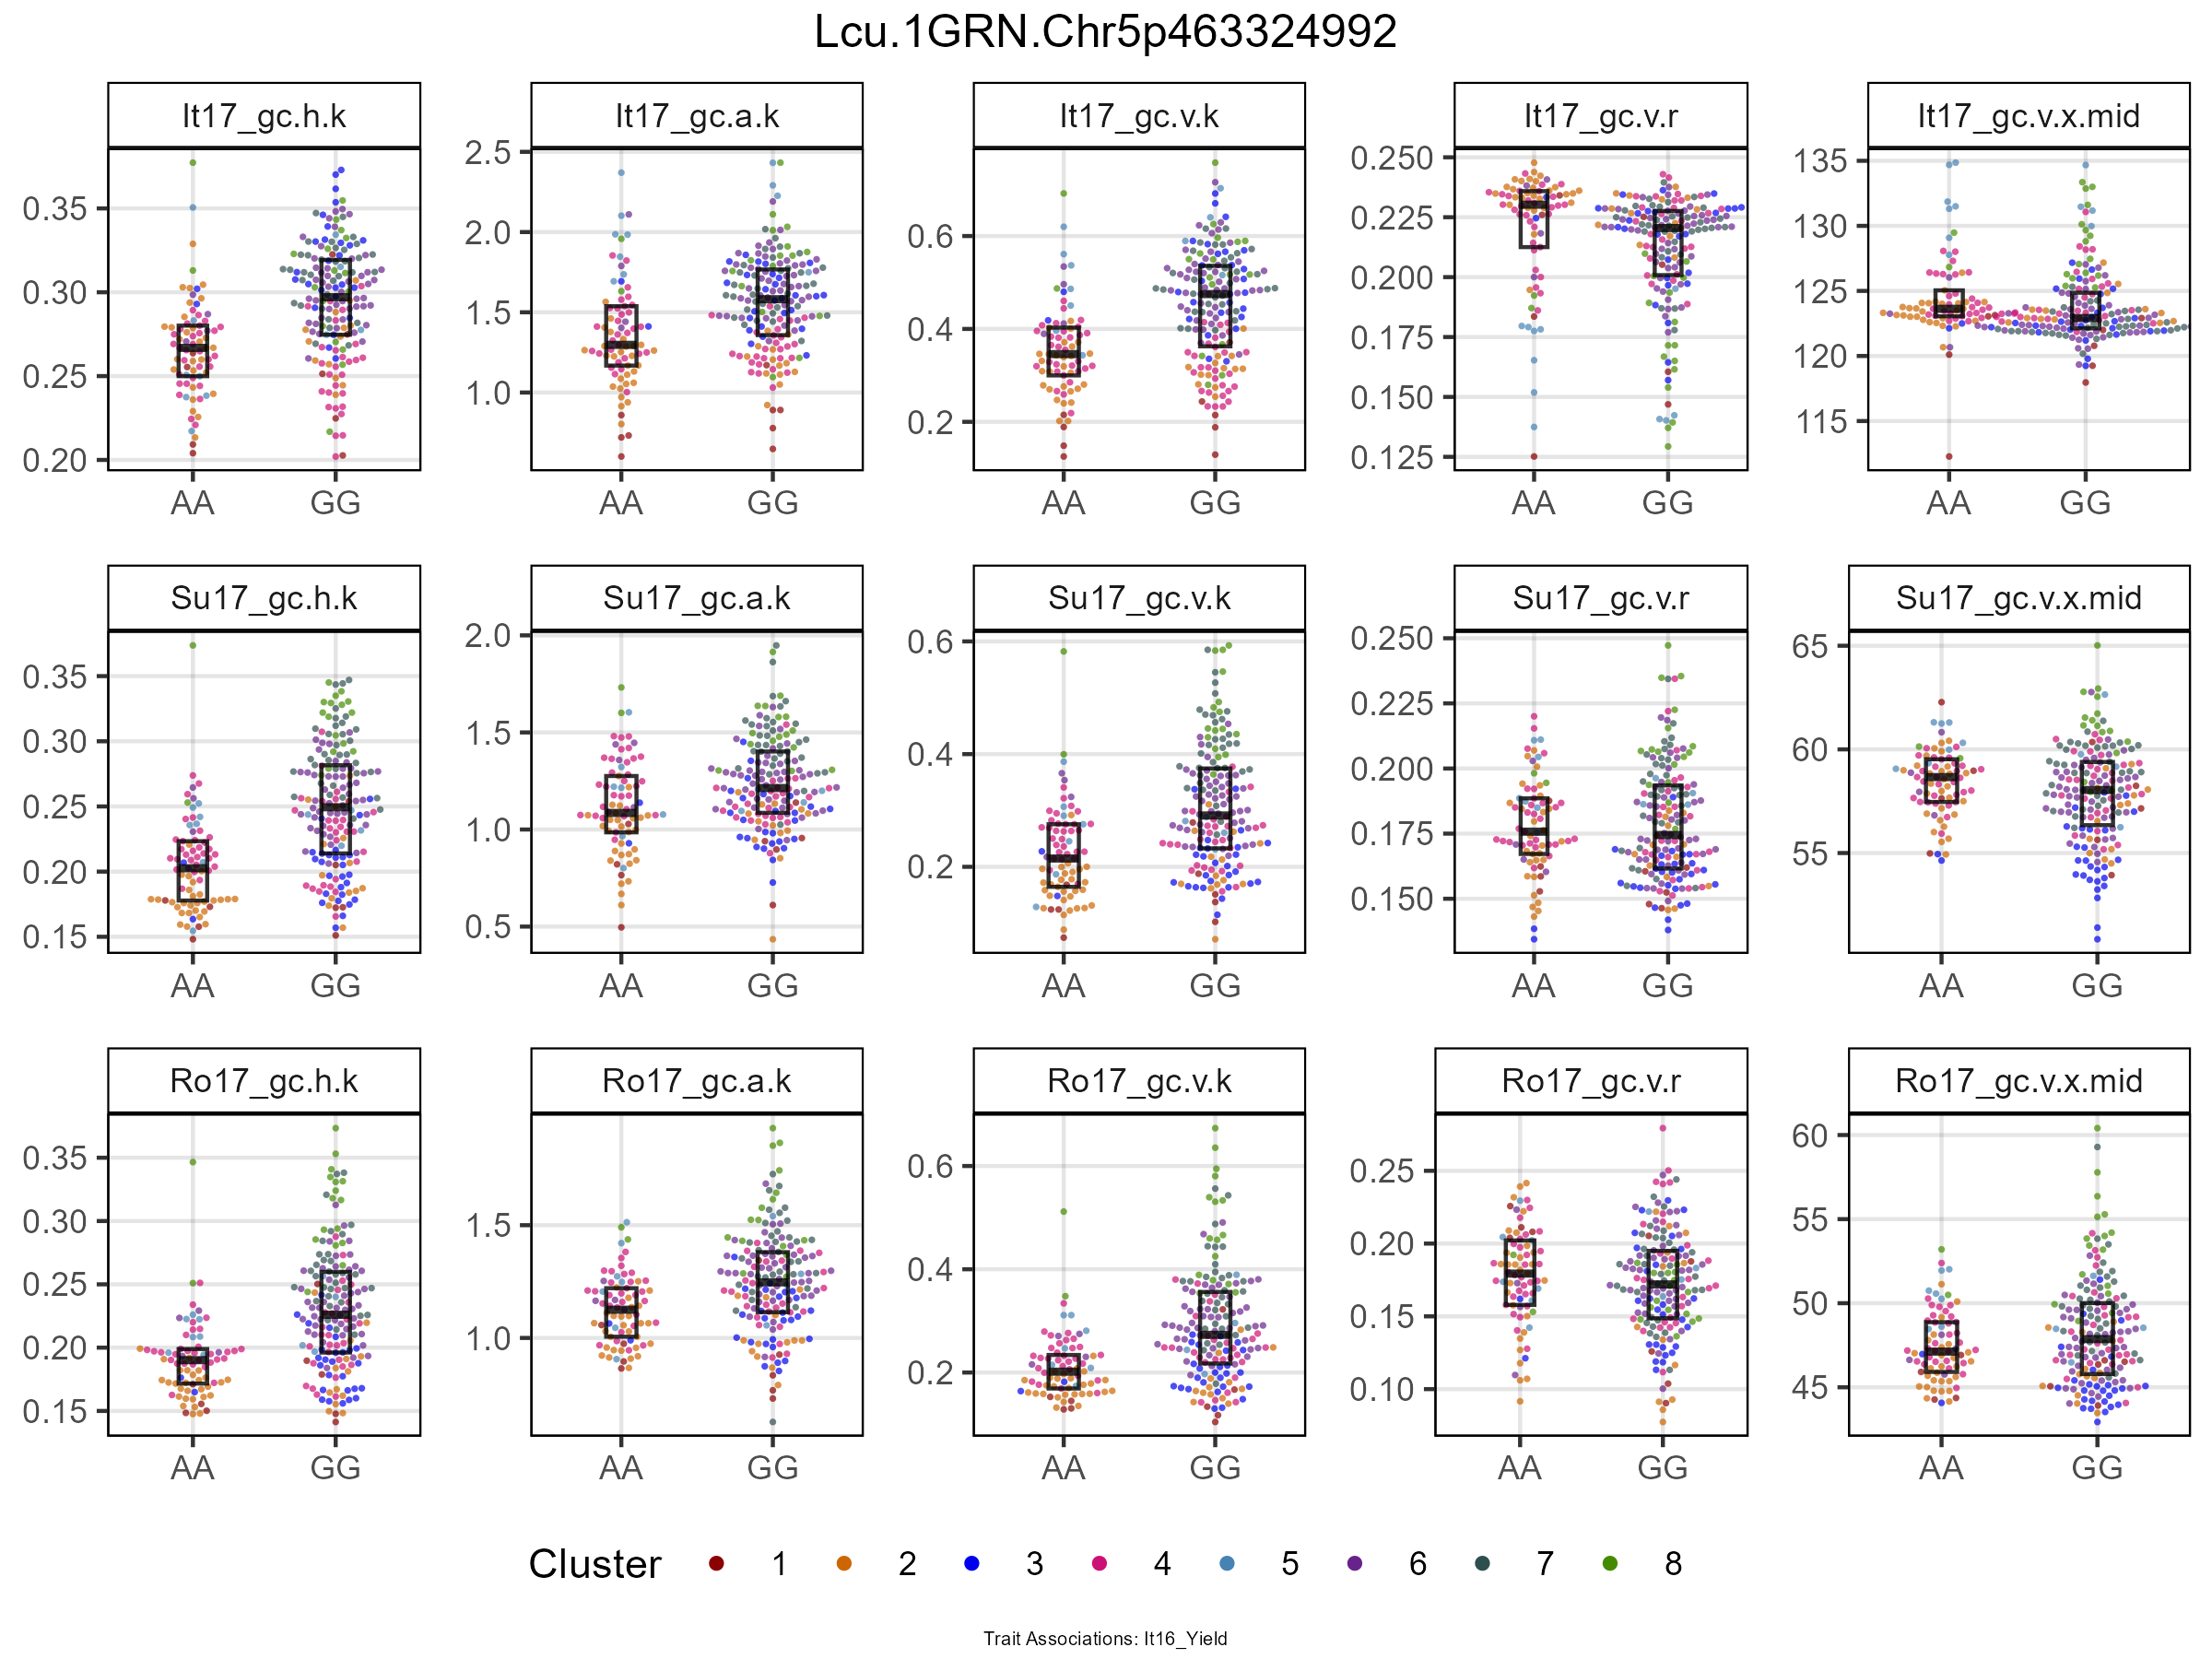 Lcu.1GRN.Chr5p463324992
It17_gc.h.k
It17_gc.a.k
It17_gc.v.k
It17_gc.v.r
It17_gc.v.x.mid
0.35
0.30
0.25
0.20
AA GG
2.5
2.0
1.5
1.0
AA GG
0.6
0.4
0.2
AA GG
0.250
0.225
0.200
0.175
0.150
0.125
AA GG
135
130
125
120
115
AA GG
Su17_gc.h.k
Su17_gc.a.k
Su17_gc.v.k
Su17_gc.v.r
Su17_gc.v.x.mid
0.35
0.30
0.25
0.20
0.15
AA GG
2.0
1.5
1.0
0.5
AA GG
0.6
0.4
0.2
AA GG
0.250
0.225
0.200
0.175
0.150
AA GG
65
60
55
AA GG
Ro17_gc.h.k
Ro17_gc.a.k
Ro17_gc.v.k
Ro17_gc.v.r
Ro17_gc.v.x.mid
0.35
0.30
0.25
0.20
0.15
AA GG
1.5
1.0
AA GG
0.6
0.4
0.2
AA GG
0.25
0.20
0.15
0.10
AA GG
60
55
50
45
AA GG
Cluster 1 2 3 4 5 6 7 8
Trait Associations: It16_Yield